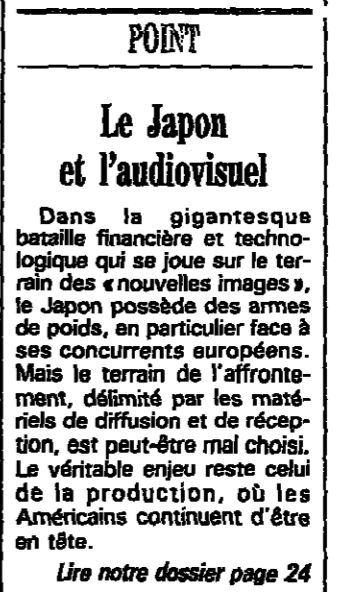 POINT
Le Japon
et l'audiovisuel
Dans la gigantesque
bataille financière et techno-
logique qui se joue sur le ter-
rain des « nouvelles images »,
le Japon possède des armes
de poids, en particulier face à
ses concurrents européens.
Mais le terrain de l'affronte-
ment, délimité par les maté-
riels de diffusion et de récep-
tion, est peut-être mal choisi.
Le véritable enjeu reste celui
de la production, où les
Américains continuent d'être
en tête.
Lire notre dossier page 24